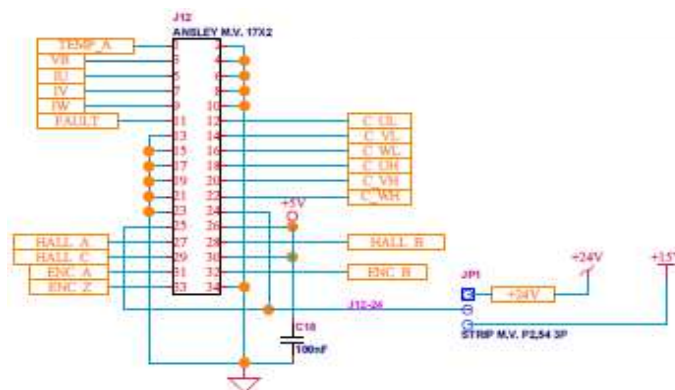 J12
ANSLEY M.V. 17X2
TEMP_A 1 2
VB 3 4
IU 5 6
IV 7 8
IW 9 10
FAULT 11 12 C_UL
13 14 C_VL
15 16 C_WL
17 18 C_UH
19 20 C_VH
21 22 C_WH
23 24
+5V
25 26
HALL_A 27 28 HALL_B
HALL_C 29 30
ENC_A 31 32 ENC_B
ENC_Z 33 34
+24V +15V
JP1
+24V
J12-26
STRIP M.V. P2,54 3P
C18
100nF